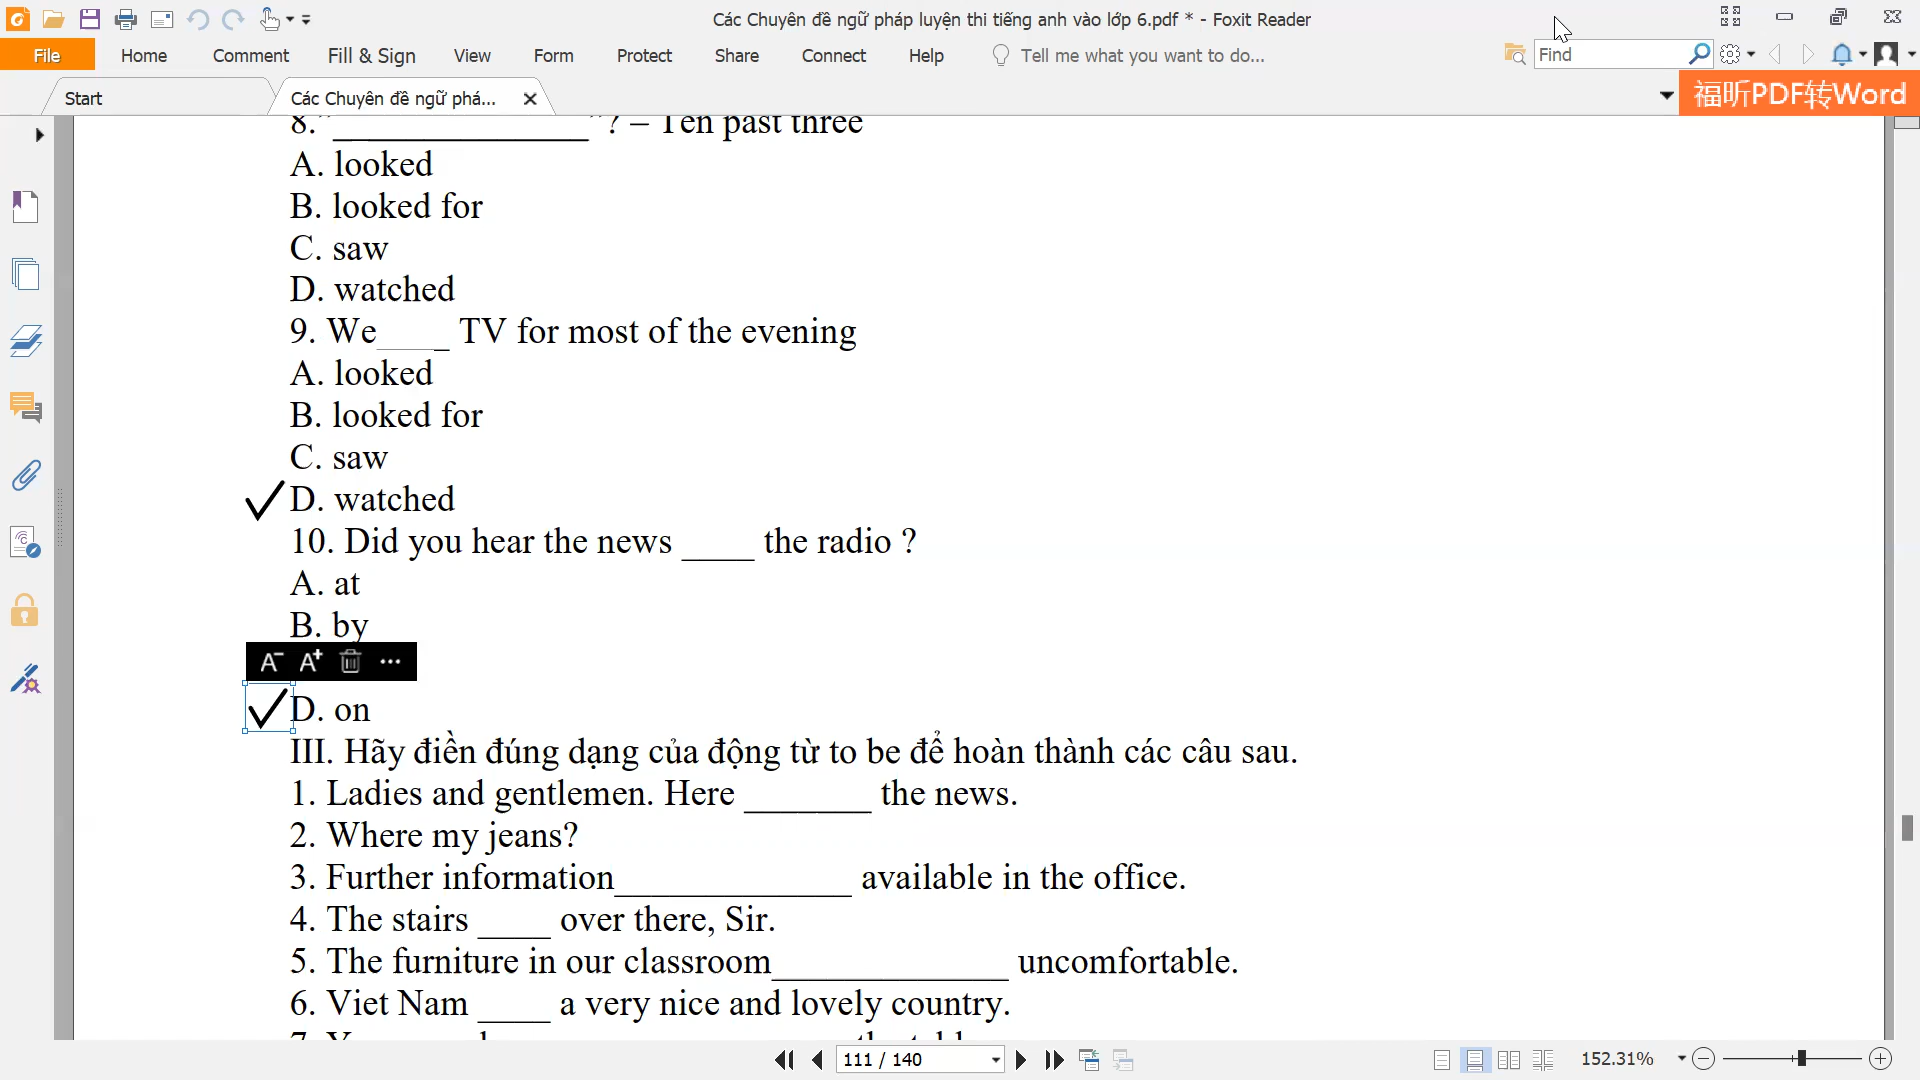 Các Chuyên đề ngữ pháp luyện thi tiếng anh vào lớp 6.pdf * - Foxit Reader
File Home Comment Fill & Sign View Form Protect Share Connect Help Tell me what you want to do... Find
Start Các Chuyên đề ngữ phá... 福昕PDF转Word
8."______________"? – Ten past three
A. looked
B. looked for
C. saw
D. watched
9. We____ TV for most of the evening
A. looked
B. looked for
C. saw
D. watched
10. Did you hear the news ____ the radio ?
A. at
B. by
D. on
III. Hãy điền đúng dạng của động từ to be để hoàn thành các câu sau.
1. Ladies and gentlemen. Here _______ the news.
2. Where my jeans?
3. Further information_____________ available in the office.
4. The stairs ____ over there, Sir.
5. The furniture in our classroom_____________ uncomfortable.
6. Viet Nam ____ a very nice and lovely country.
111 / 140 152.31%